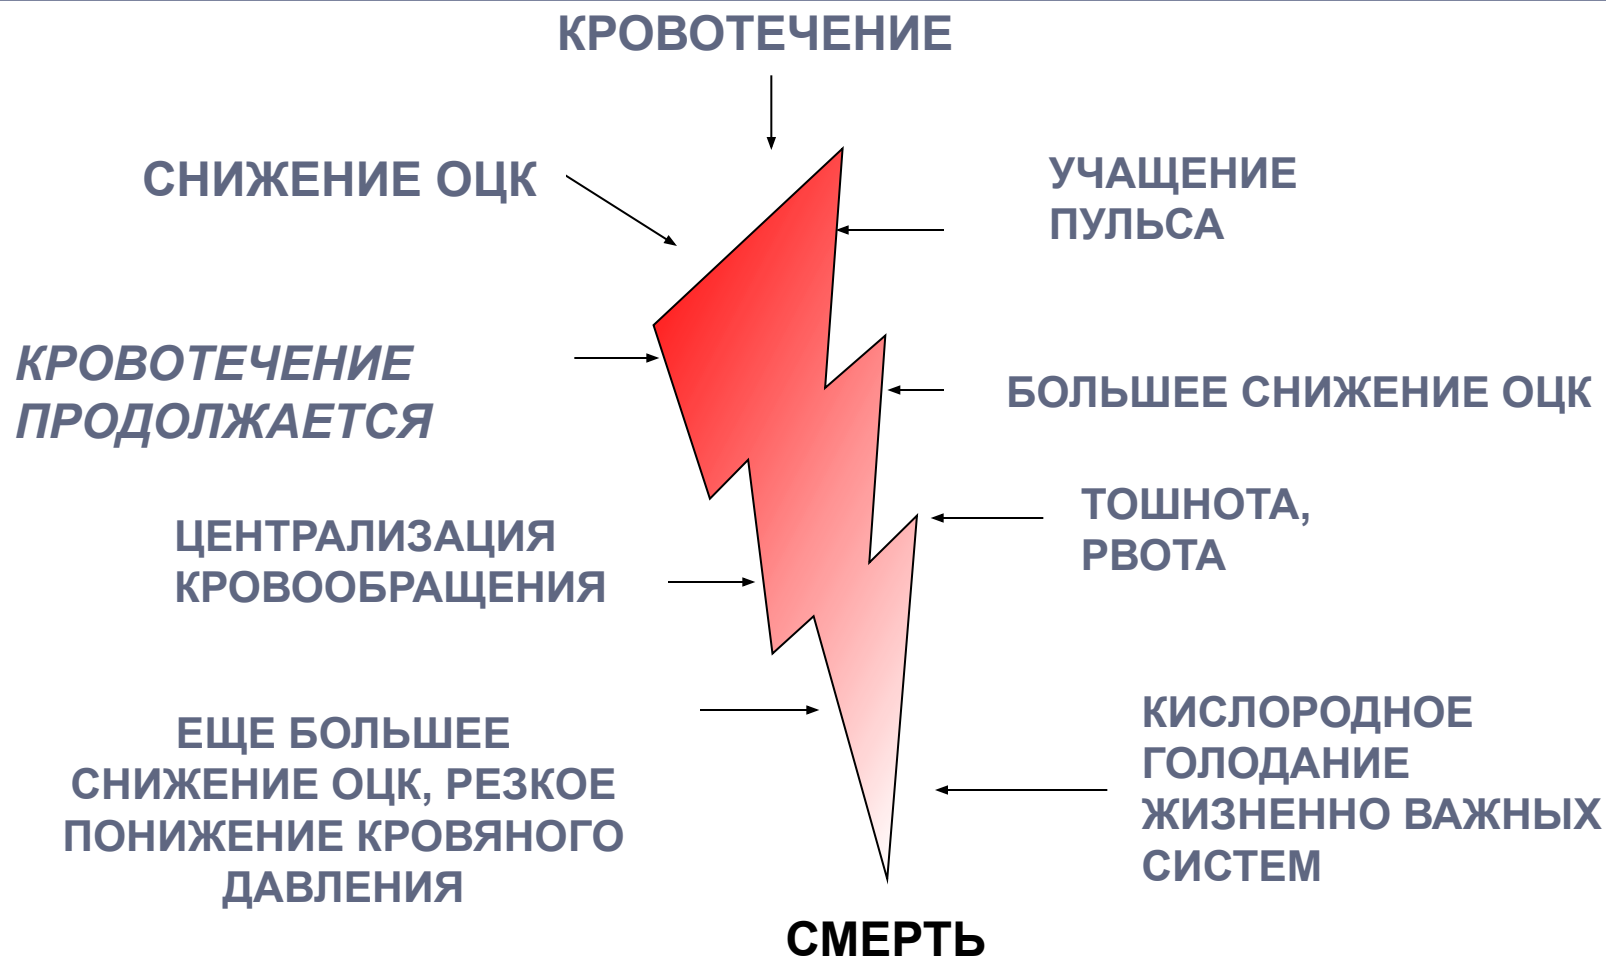 КРОВОТЕЧЕНИЕ
СНИЖЕНИЕ ОЦК
УЧАЩЕНИЕ
ПУЛЬСА
КРОВОТЕЧЕНИЕ
ПРОДОЛЖАЕТСЯ
БОЛЬШЕЕ СНИЖЕНИЕ ОЦК
ЦЕНТРАЛИЗАЦИЯ
КРОВООБРАЩЕНИЯ
ТОШНОТА,
РВОТА
ЕЩЕ БОЛЬШЕЕ
СНИЖЕНИЕ ОЦК, РЕЗКОЕ
ПОНИЖЕНИЕ КРОВЯНОГО
ДАВЛЕНИЯ
КИСЛОРОДНОЕ
ГОЛОДАНИЕ
ЖИЗНЕННО ВАЖНЫХ
СИСТЕМ
СМЕРТЬ